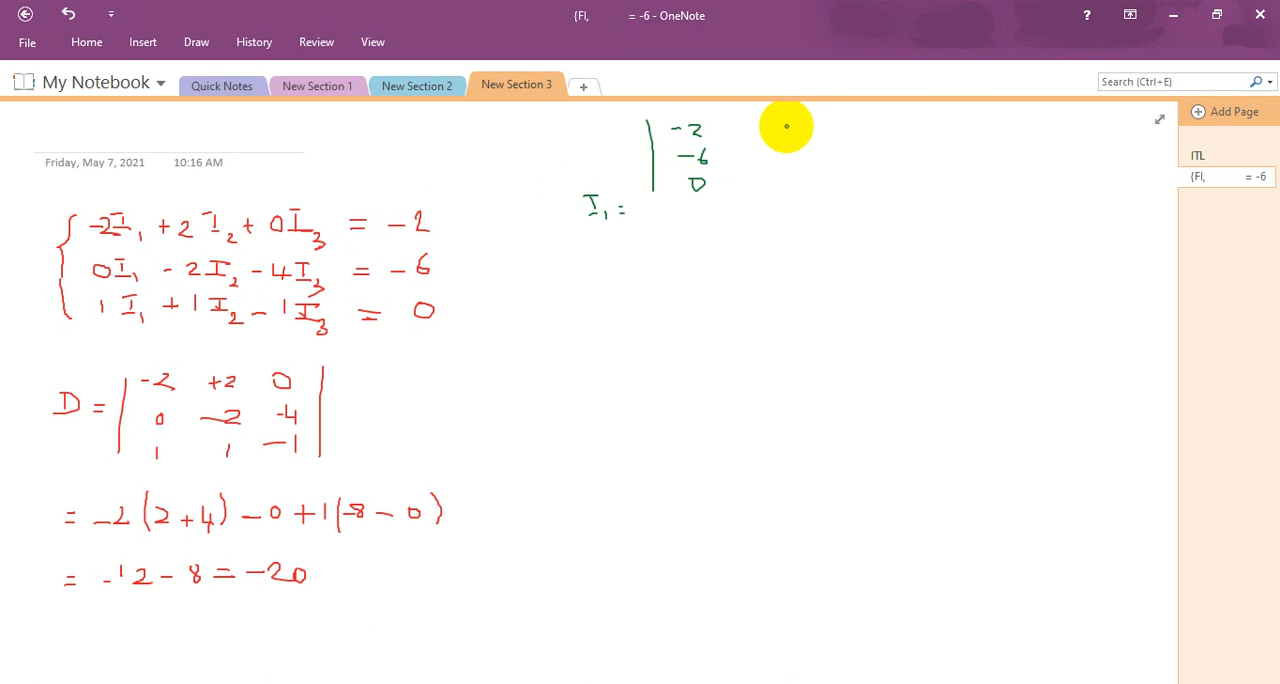 {FI, = -6 - OneNote
?
File Home Insert Draw History Review View
My Notebook Quick Notes New Section 1 New Section 2 New Section 3 +
Search (Ctrl+E)
Add Page
ITL
{FI, = -6
Friday, May 7, 2021 10:16 AM
-2I₁ + 2I₂ + 0I₃ = -2
0I₁ - 2I₂ - 4I₃ = -6
1I₁ + 1I₂ - 1I₃ = 0
D = | -2 +2 0 |
0 -2 -4
1 1 -1
= -2(2+4) - 0 + 1(-8 - 0)
= -12 - 8 = -20
| -2
-6
0
I₁ =